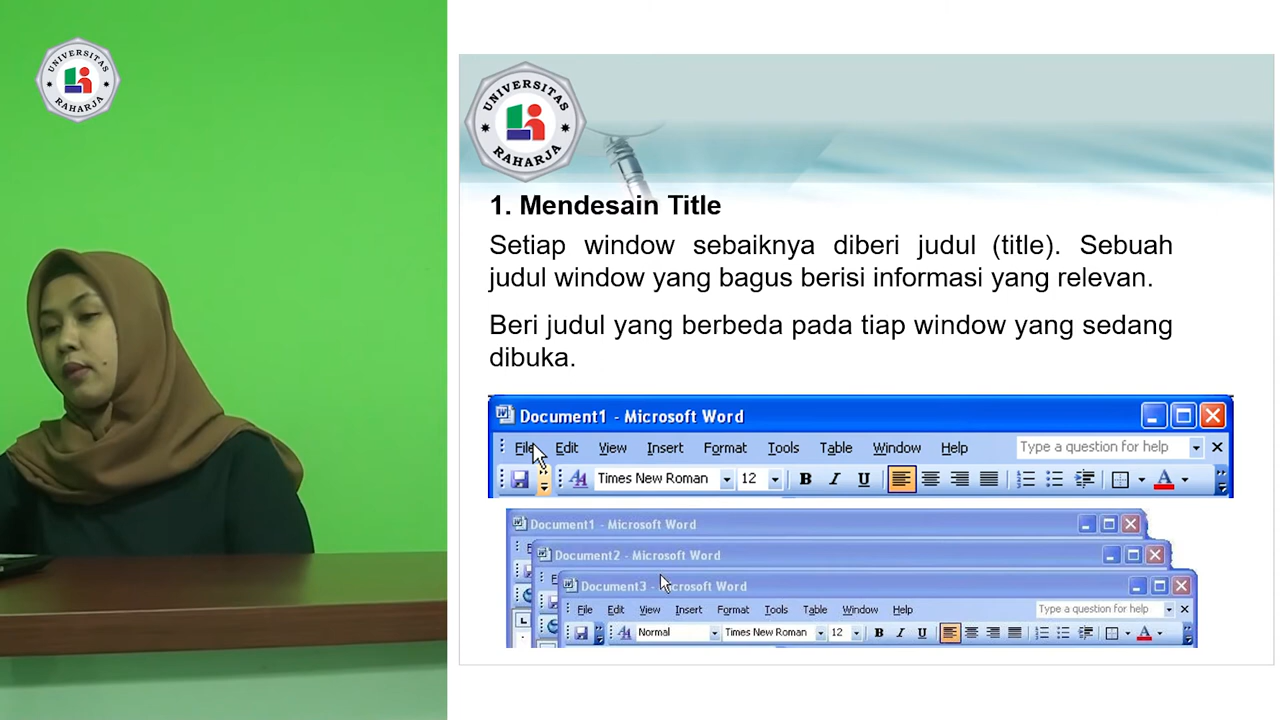 UNIVERSITAS
RAHARJA
UNIVERSITAS
RAHARJA
1. Mendesain Title
Setiap window sebaiknya diberi judul (title). Sebuah
judul window yang bagus berisi informasi yang relevan.
Beri judul yang berbeda pada tiap window yang sedang
dibuka.
Document1 - Microsoft Word
File Edit View Insert Format Tools Table Window Help Type a question for help
Times New Roman 12 B I U A
Document1 - Microsoft Word
Document2 - Microsoft Word
Document3 - Microsoft Word
File Edit View Insert Format Tools Table Window Help Type a question for help
Normal Times New Roman 12 B I U A